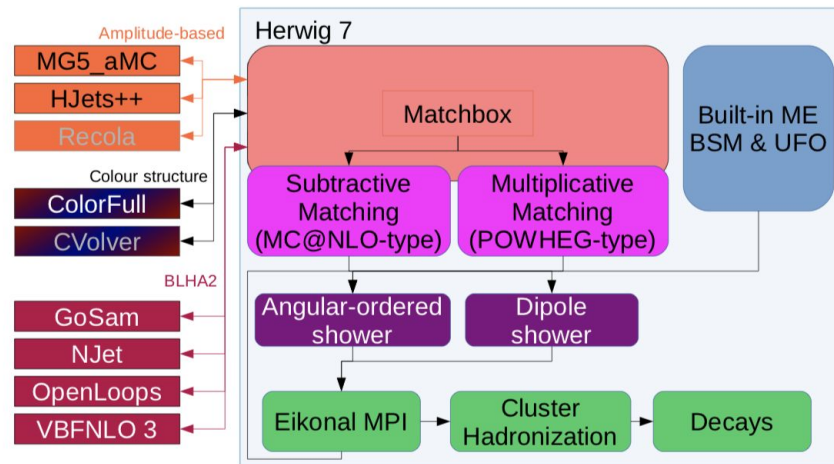 Amplitude-based
MG5_aMC
HJets++
Recola
Colour structure
ColorFull
CVolver
BLHA2
GoSam
NJet
OpenLoops
VBFNLO 3
Herwig 7
Matchbox
Built-in ME
BSM & UFO
Subtractive
Matching
(MC@NLO-type)
Multiplicative
Matching
(POWHEG-type)
Angular-ordered
shower
Dipole
shower
Eikonal MPI
Cluster
Hadronization
Decays